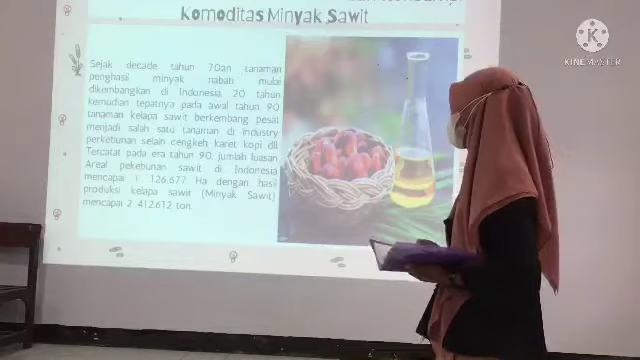 Komoditas Minyak Sawit
Sejak decade tahun 70an tanaman
penghasil minyak nabati mulai
dikembangkan di Indonesia 20 tahun
kemudian tepatnya pada awal tahun 90
tanaman kelapa sawit berkembang pesat
menjadi salah satu tanaman di industry
perkebunan selain cengkeh karet kopi dll
Tercatat pada era tahun 90, jumlah luasan
Areal pekebunan sawit di Indonesia
mencapai 1. 126.677 Ha dengan hasil
produksi kelapa sawit (Minyak Sawit)
mencapai 2. 412.612 ton.
KINEMASTER